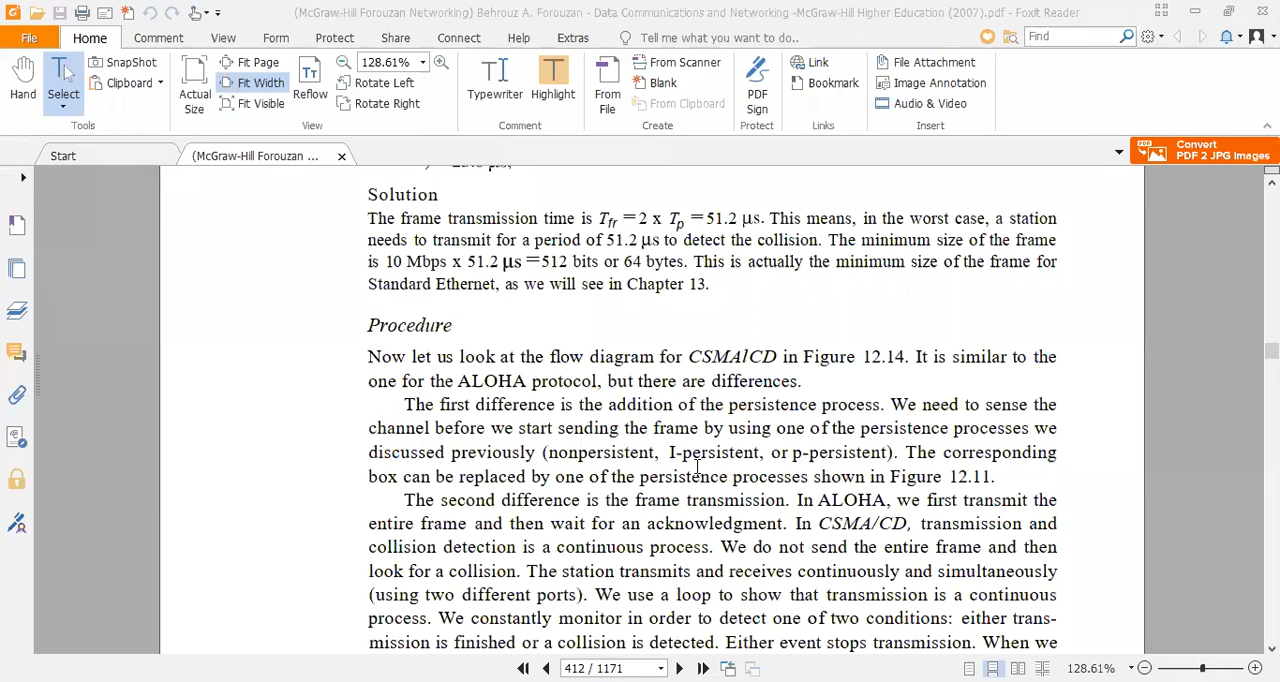 (McGraw-Hill Forouzan Networking) Behrouz A. Forouzan - Data Communications and Networking -McGraw-Hill Higher Education (2007).pdf - Foxit Reader
File Home Comment View Form Protect Share Connect Help Extras Tell me what you want to do.. Find
Hand
Select
SnapShot
Clipboard
Tools
Actual
Size
Fit Page
Fit Width
Fit Visible
Reflow
128.61%
Rotate Left
Rotate Right
View
Typewriter
Highlight
Comment
From
File
From Scanner
Blank
From Clipboard
Create
PDF
Sign
Protect
Link
Bookmark
Links
File Attachment
Image Annotation
Audio & Video
Insert
Start
(McGraw-Hill Forouzan ...
Convert
PDF 2 JPG Images
Solution
The frame transmission time is Tfr = 2 x Tp = 51.2 µs. This means, in the worst case, a station
needs to transmit for a period of 51.2 µs to detect the collision. The minimum size of the frame
is 10 Mbps x 51.2 µs = 512 bits or 64 bytes. This is actually the minimum size of the frame for
Standard Ethernet, as we will see in Chapter 13.
Procedure
Now let us look at the flow diagram for CSMAlCD in Figure 12.14. It is similar to the
one for the ALOHA protocol, but there are differences.
The first difference is the addition of the persistence process. We need to sense the
channel before we start sending the frame by using one of the persistence processes we
discussed previously (nonpersistent, I-persistent, or p-persistent). The corresponding
box can be replaced by one of the persistence processes shown in Figure 12.11.
The second difference is the frame transmission. In ALOHA, we first transmit the
entire frame and then wait for an acknowledgment. In CSMA/CD, transmission and
collision detection is a continuous process. We do not send the entire frame and then
look for a collision. The station transmits and receives continuously and simultaneously
(using two different ports). We use a loop to show that transmission is a continuous
process. We constantly monitor in order to detect one of two conditions: either trans-
mission is finished or a collision is detected. Either event stops transmission. When we
412 / 1171
128.61%